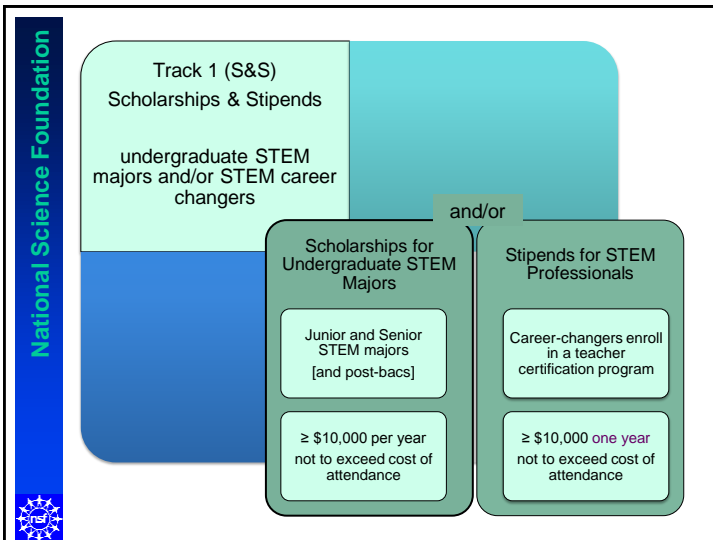 National Science Foundation
nsf
Track 1 (S&S)
Scholarships & Stipends
undergraduate STEM
majors and/or STEM career
changers
and/or
Scholarships for
Undergraduate STEM
Majors
Junior and Senior
STEM majors
[and post-bacs]
≥ $10,000 per year
not to exceed cost of
attendance
Stipends for STEM
Professionals
Career-changers enroll
in a teacher
certification program
≥ $10,000 one year
not to exceed cost of
attendance